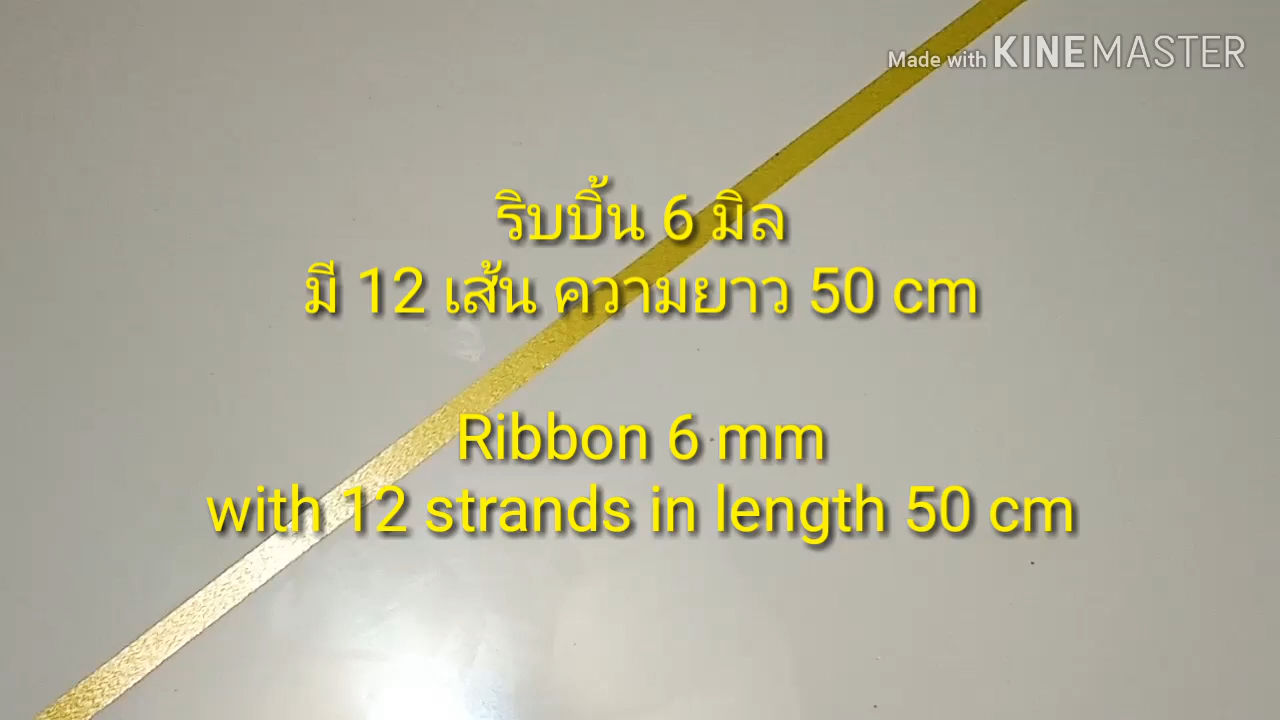 Made with KINEMASTER
ริบบิ้น 6 มิล
มี 12 เส้น ความยาว 50 cm
Ribbon 6 mm
with 12 strands in length 50 cm